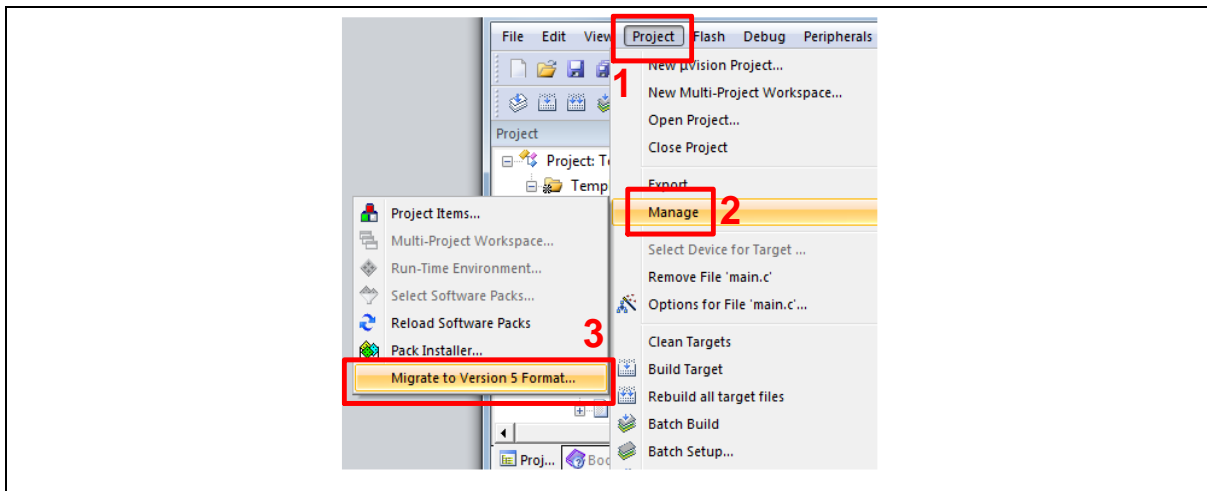 File Edit View Project Flash Debug Peripherals
1
New µVision Project...
New Multi-Project Workspace...
Open Project...
Close Project
Export
Manage
2
Select Device for Target ...
Remove File 'main.c'
Options for File 'main.c'...
Clean Targets
Build Target
Rebuild all target files
Batch Build
Batch Setup...
Project
Project:
Temp
Project Items...
Multi-Project Workspace...
Run-Time Environment...
Select Software Packs...
Reload Software Packs
Pack Installer...
3
Migrate to Version 5 Format...
Proj...
Boo